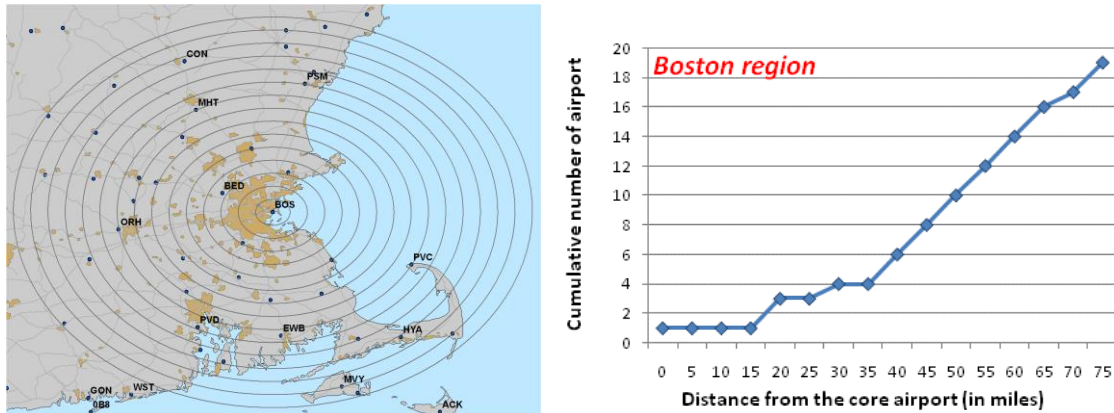 CON
PSM
MHT
BED
BOS
ORH
PVC
PVD
EWB
HYA
GON
WST
0B8
MVY
ACK
Boston region
Cumulative number of airport
20
18
16
14
12
10
8
6
4
2
0
0 5 10 15 20 25 30 35 40 45 50 55 60 65 70 75
Distance from the core airport (in miles)